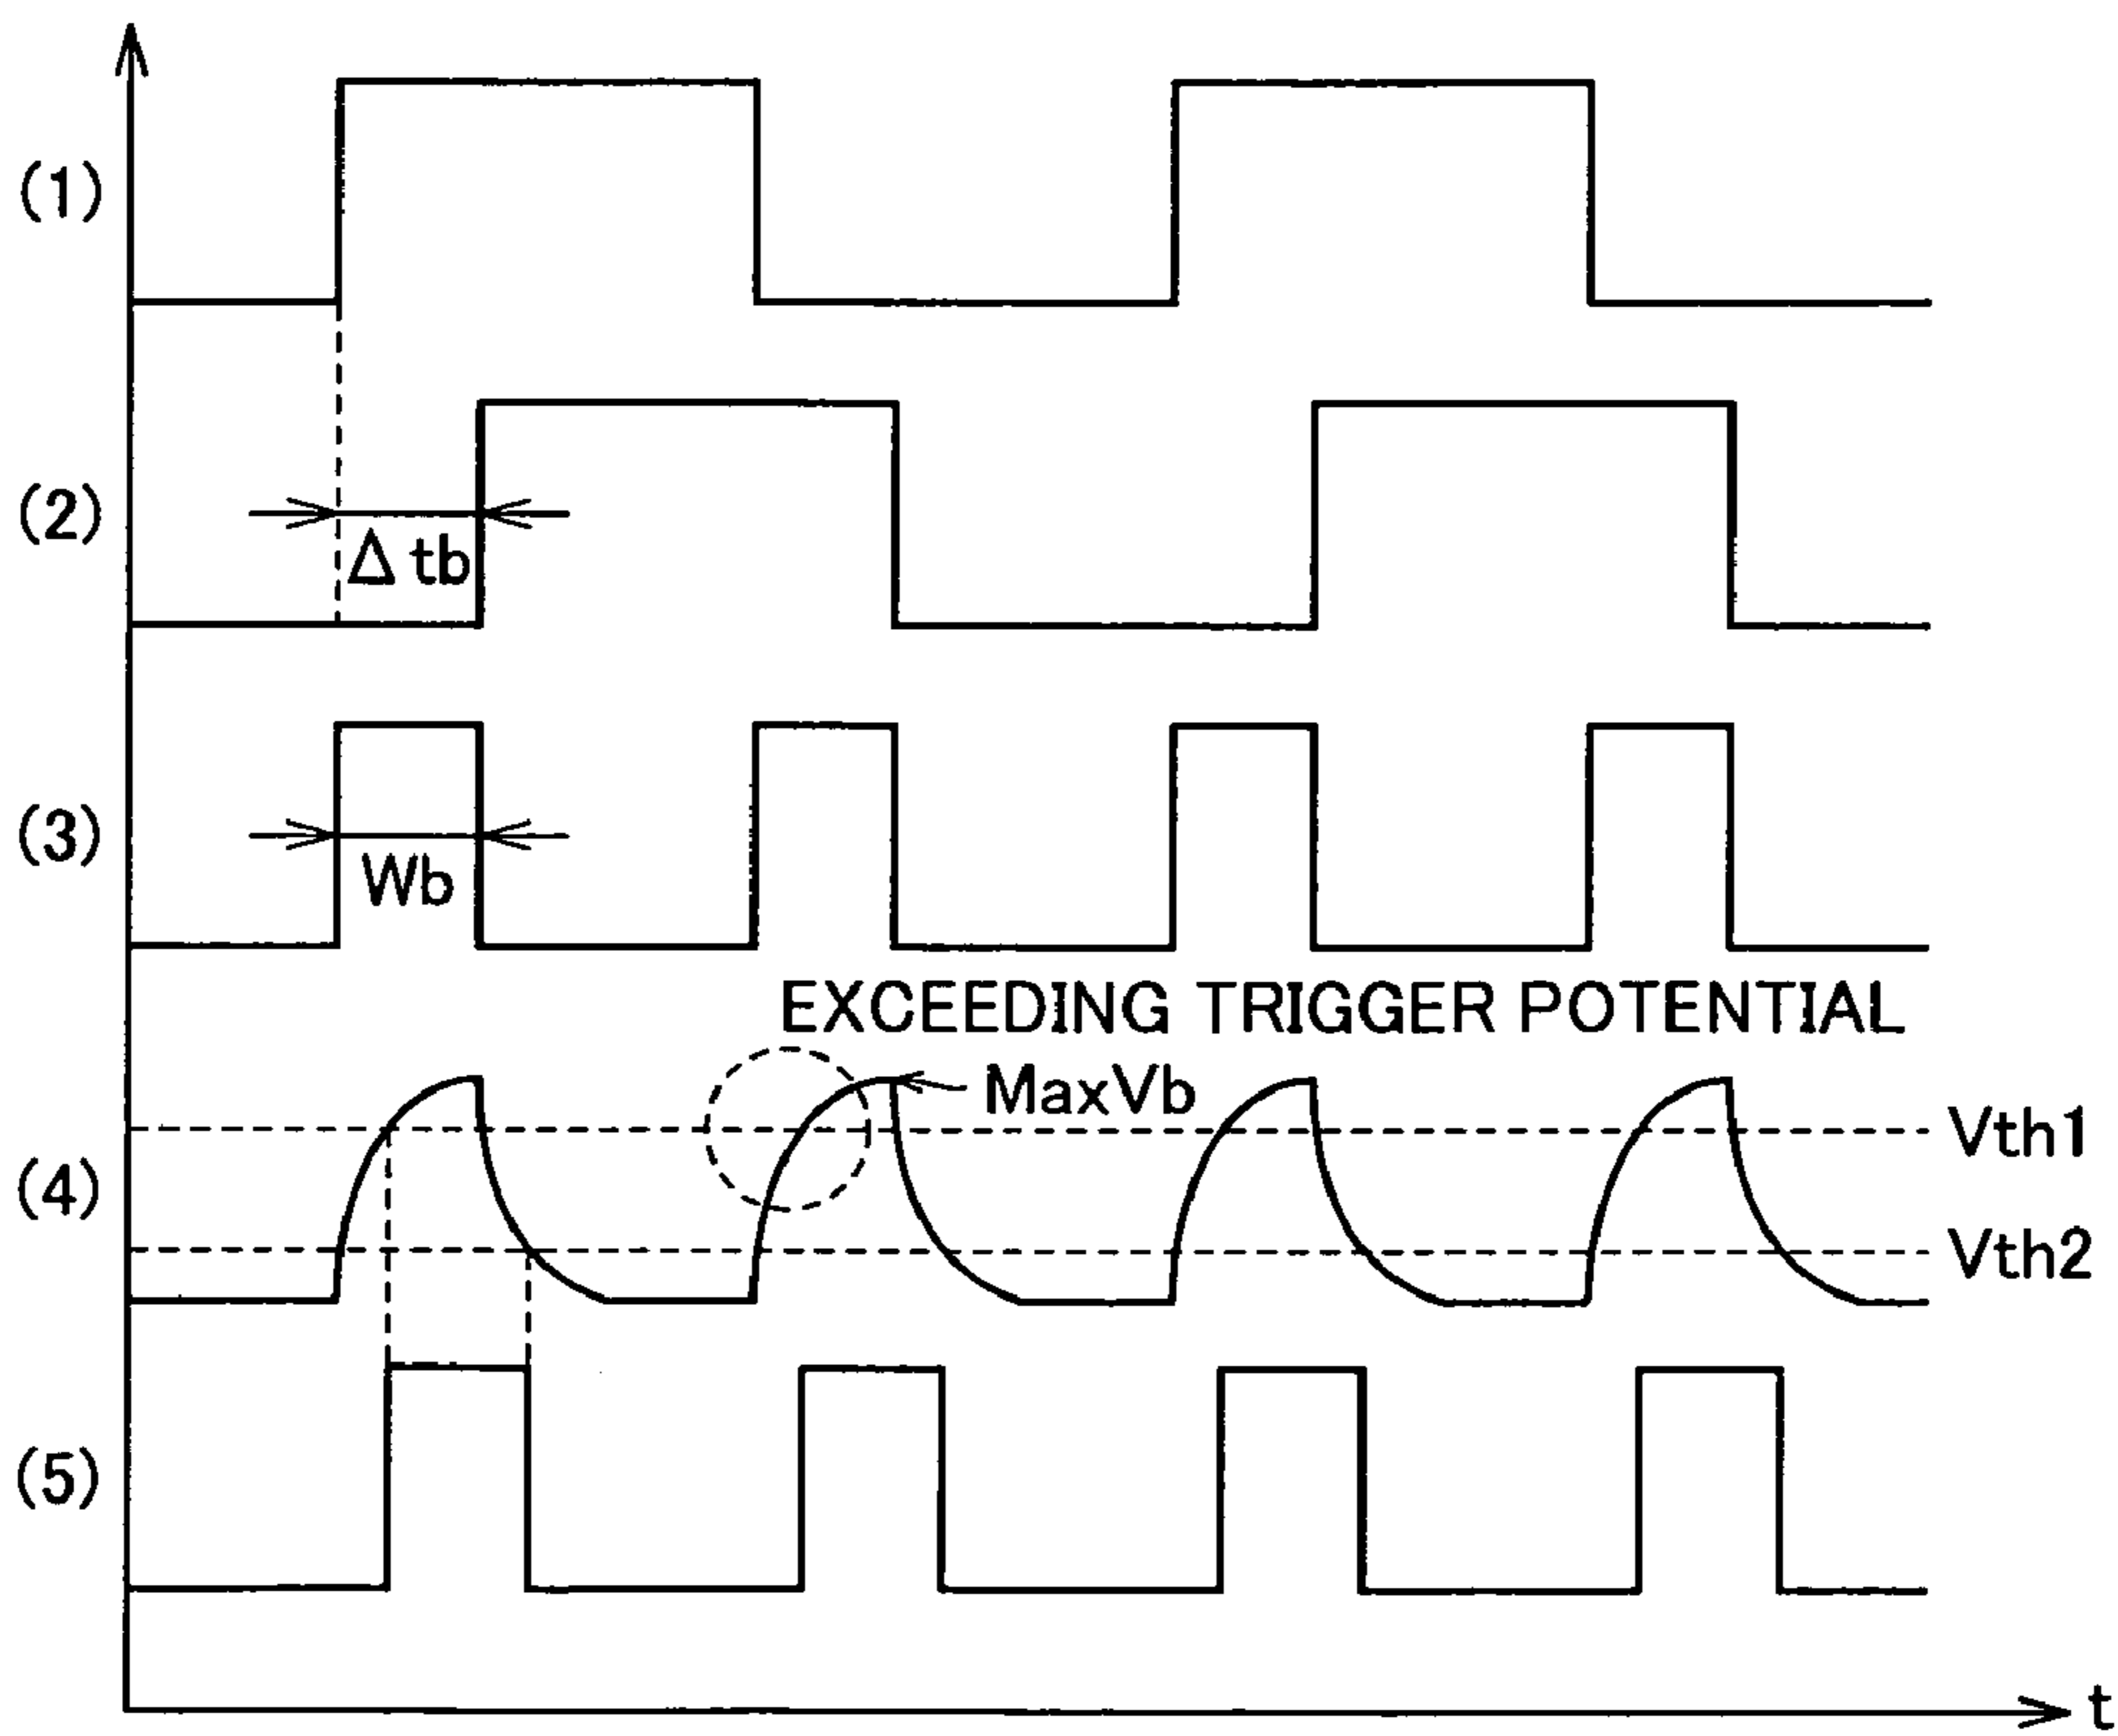 (1)
(2)
Δtb
(3)
Wb
EXCEEDING TRIGGER POTENTIAL
MaxVb
Vth1
(4)
Vth2
(5)
t